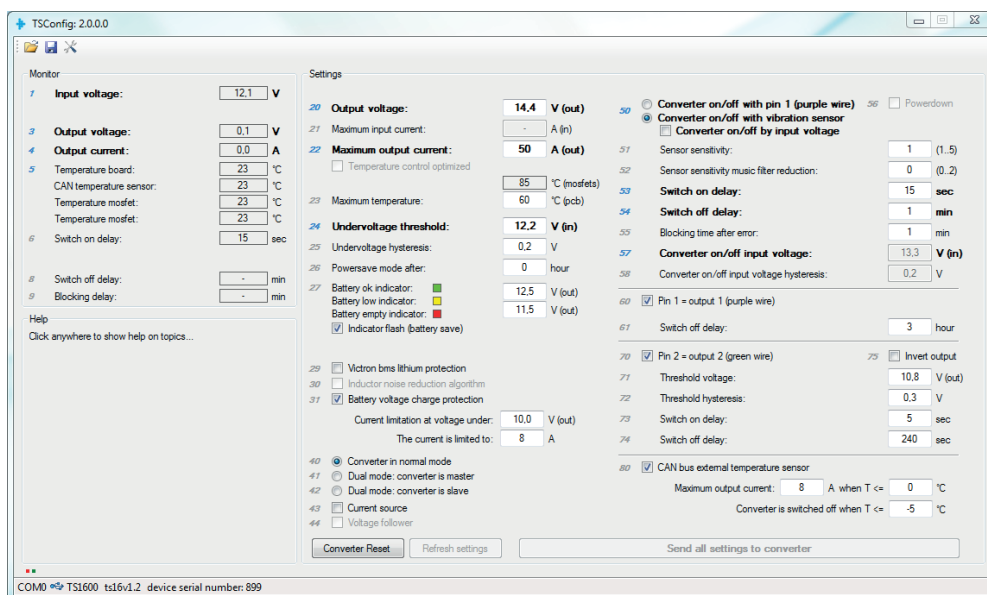 TSConfig: 2.0.0.0
Monitor
1 Input voltage: 12,1 V
3 Output voltage: 0,1 V
4 Output current: 0,0 A
5 Temperature board: 23 °C
CAN temperature sensor: 23 °C
Temperature mosfet: 23 °C
Temperature mosfet: 23 °C
6 Switch on delay: 15 sec
8 Switch off delay: - min
9 Blocking delay: - min
Help
Click anywhere to show help on topics...
Settings
20 Output voltage: 14,4 V (out)
21 Maximum input current: - A (in)
22 Maximum output current: 50 A (out)
Temperature control optimized
85 °C (mosfets)
23 Maximum temperature: 60 °C (pcb)
24 Undervoltage threshold: 12,2 V (in)
25 Undervoltage hysteresis: 0,2 V
26 Powersave mode after: 0 hour
27 Battery ok indicator: 12,5 V (out)
Battery low indicator: 11,5 V (out)
Battery empty indicator:
Indicator flash (battery save)
29 Victron bms lithium protection
30 Inductor noise reduction algorithm
31 Battery voltage charge protection
Current limitation at voltage under: 10,0 V (out)
The current is limited to: 8 A
40 Converter in normal mode
41 Dual mode: converter is master
42 Dual mode: converter is slave
43 Current source
44 Voltage follower
50 Converter on/off with pin 1 (purple wire) 56 Powerdown
Converter on/off with vibration sensor
Converter on/off by input voltage
51 Sensor sensitivity: 1 (1..5)
52 Sensor sensitivity music filter reduction: 0 (0..2)
53 Switch on delay: 15 sec
54 Switch off delay: 1 min
55 Blocking time after error: 1 min
57 Converter on/off input voltage: 13,3 V (in)
58 Converter on/off input voltage hysteresis: 0,2 V
60 Pin 1 = output 1 (purple wire)
61 Switch off delay: 3 hour
70 Pin 2 = output 2 (green wire) 75 Invert output
71 Threshold voltage: 10,8 V (out)
72 Threshold hysteresis: 0,3 V
73 Switch on delay: 5 sec
74 Switch off delay: 240 sec
80 CAN bus external temperature sensor
Maximum output current: 8 A when T <= 0 °C
Converter is switched off when T <= -5 °C
Converter Reset Refresh settings Send all settings to converter
COM0 TS1600 ts16v1.2 device serial number: 899